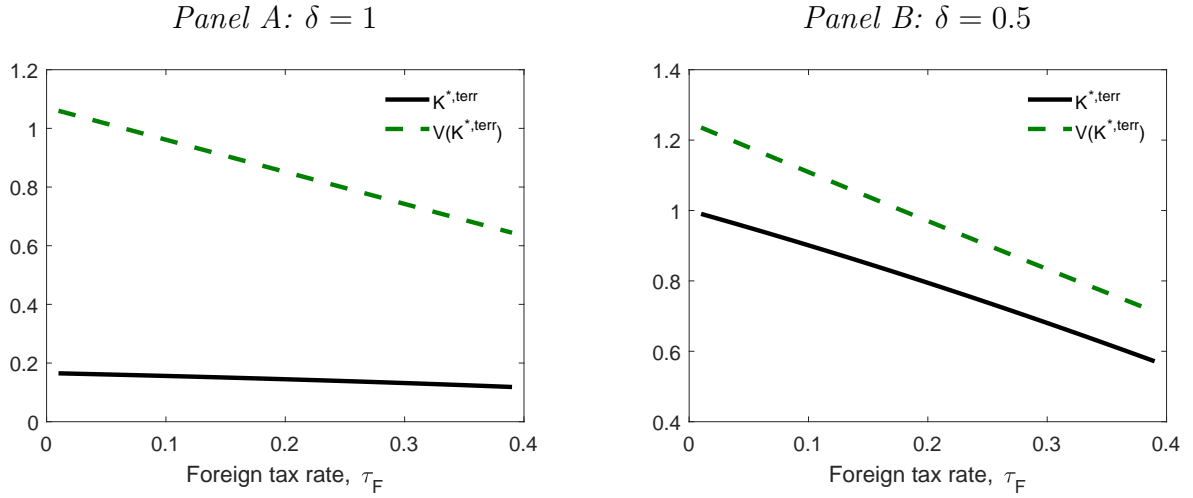 Panel A: δ = 1
1.2
1
0.8
0.6
0.4
0.2
0
0
0.1
0.2
0.3
0.4
K*,terr
V(K*,terr)
Foreign tax rate, τF
Panel B: δ = 0.5
1.4
1.2
1
0.8
0.6
0.4
0
0.1
0.2
0.3
0.4
K*,terr
V(K*,terr)
Foreign tax rate, τF